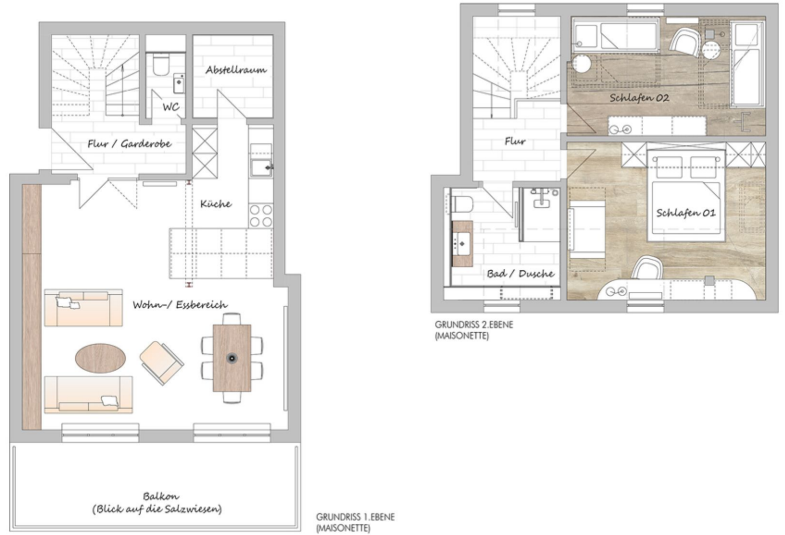 Abstellraum
WC
Flur / Garderobe
Küche
Wohn-/ Essbereich
Balkon
(Blick auf die Salzwiesen)
GRUNDRISS 1.EBENE
(MAISONETTE)
Schlafen 02
Flur
Schlafen 01
Bad / Dusche
GRUNDRISS 2.EBENE
(MAISONETTE)